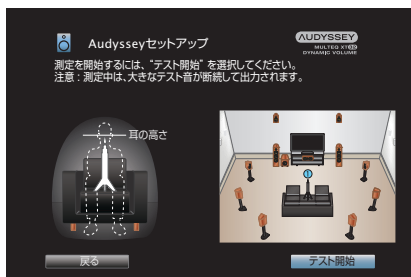 Audysseyセットアップ
AUDYSSEY
MULTEQ XT32
DYNAMIC VOLUME
測定を開始するには、“テスト開始” を選択してください。
注意：測定中は、大きなテスト音が断続して出力されます。
耳の高さ
戻る
テスト開始